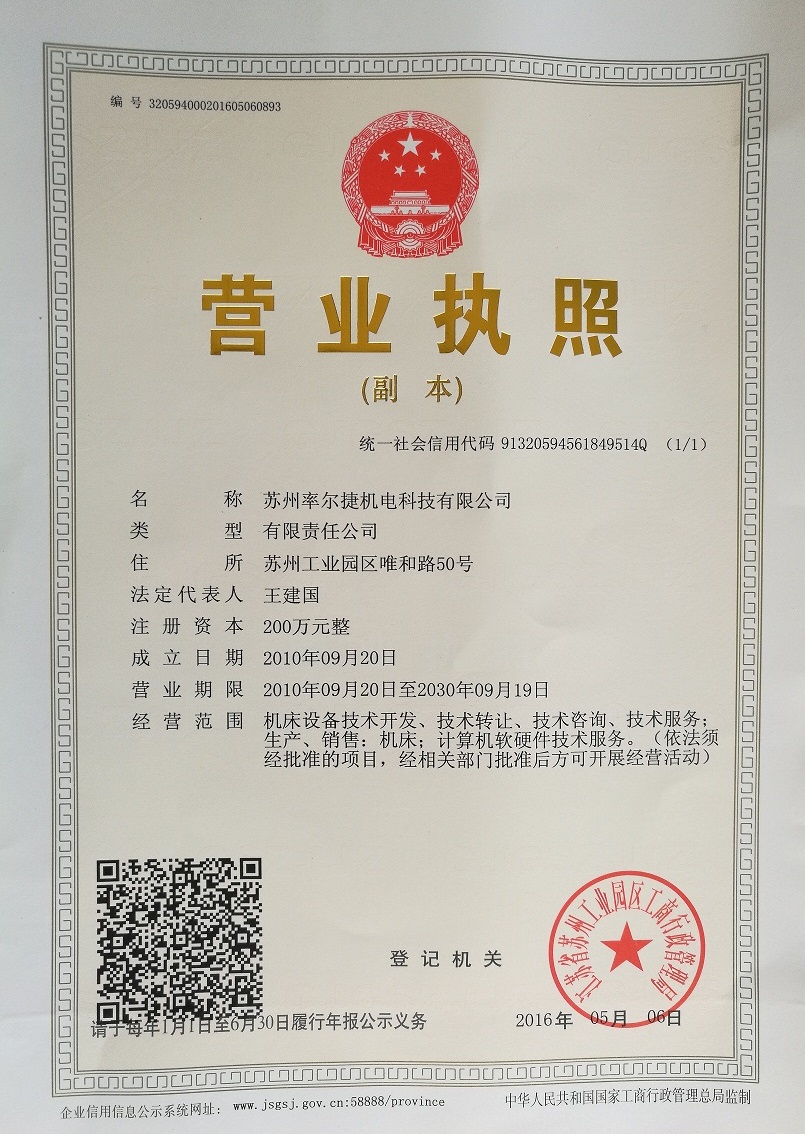 编 号 320594000201605060893
营业执照
(副 本)
统一社会信用代码 91320594561849514Q （1/1）
名 称 苏州率尔捷机电科技有限公司
类 型 有限责任公司
住 所 苏州工业园区唯和路50号
法定代表人 王建国
注册资本 200万元整
成立日期 2010年09月20日
营业期限 2010年09月20日至2030年09月19日
经营范围 机床设备技术开发、技术转让、技术咨询、技术服务；
生产、销售：机床；计算机软硬件技术服务。（依法须
经批准的项目，经相关部门批准后方可开展经营活动）
江苏省苏州工业园区工商行政管理局
登记机关
请于每年1月1日至6月30日履行年报公示义务
2016年 05月 06日
企业信用信息公示系统网址： www.jsgsj.gov.cn:58888/province
中华人民共和国国家工商行政管理总局监制